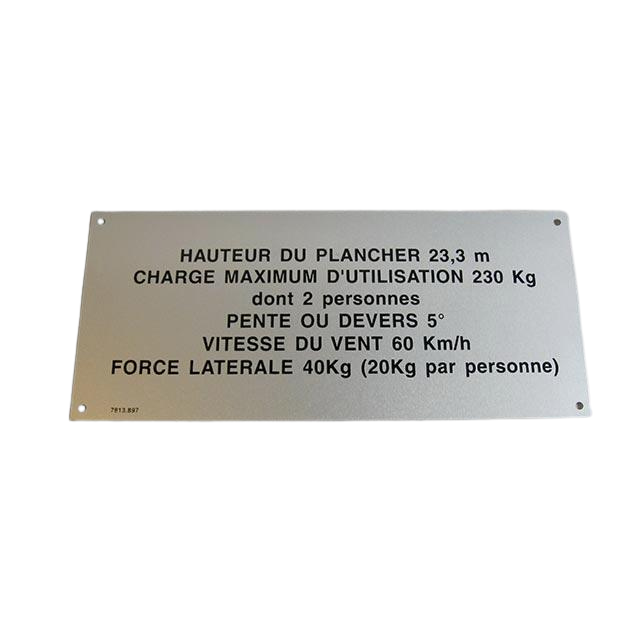 HAUTEUR DU PLANCHER 23,3 m
CHARGE MAXIMUM D'UTILISATION 230 Kg
dont 2 personnes
PENTE OU DEVERS 5°
VITESSE DU VENT 60 Km/h
FORCE LATERALE 40Kg (20Kg par personne)
7813.897